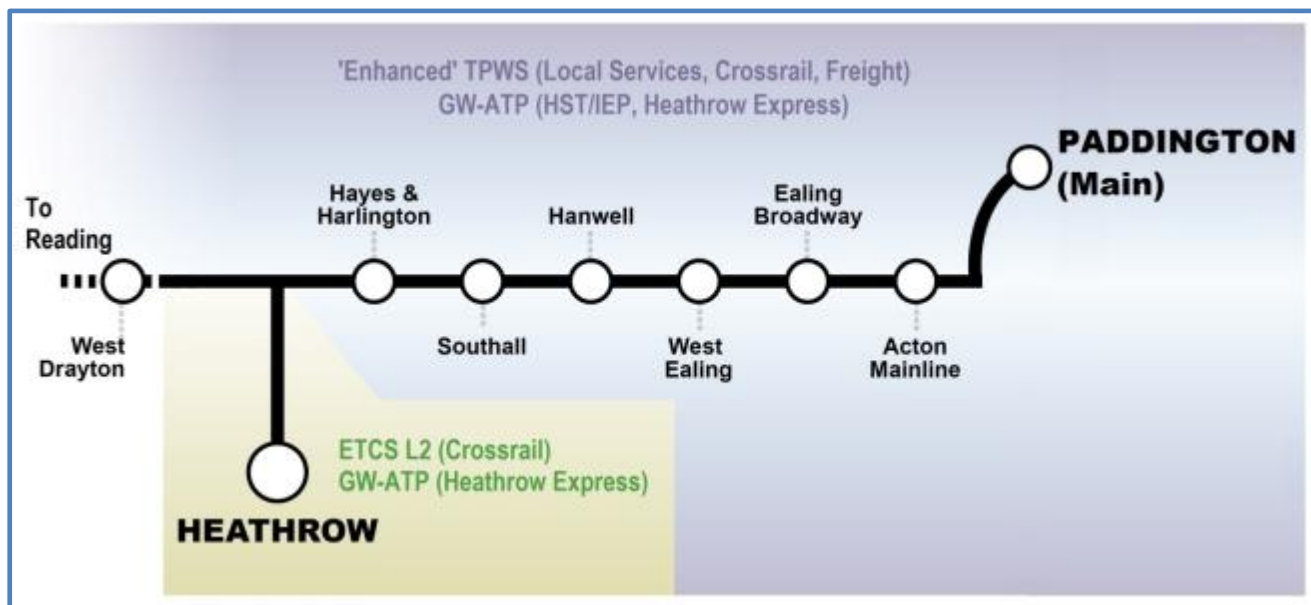 'Enhanced' TPWS (Local Services, Crossrail, Freight)
GW-ATP (HST/IEP, Heathrow Express)
PADDINGTON
(Main)
To
Reading
Hayes &
Harlington
Hanwell
Ealing
Broadway
West
Drayton
Southall
West
Ealing
Acton
Mainline
ETCS L2 (Crossrail)
GW-ATP (Heathrow Express)
HEATHROW